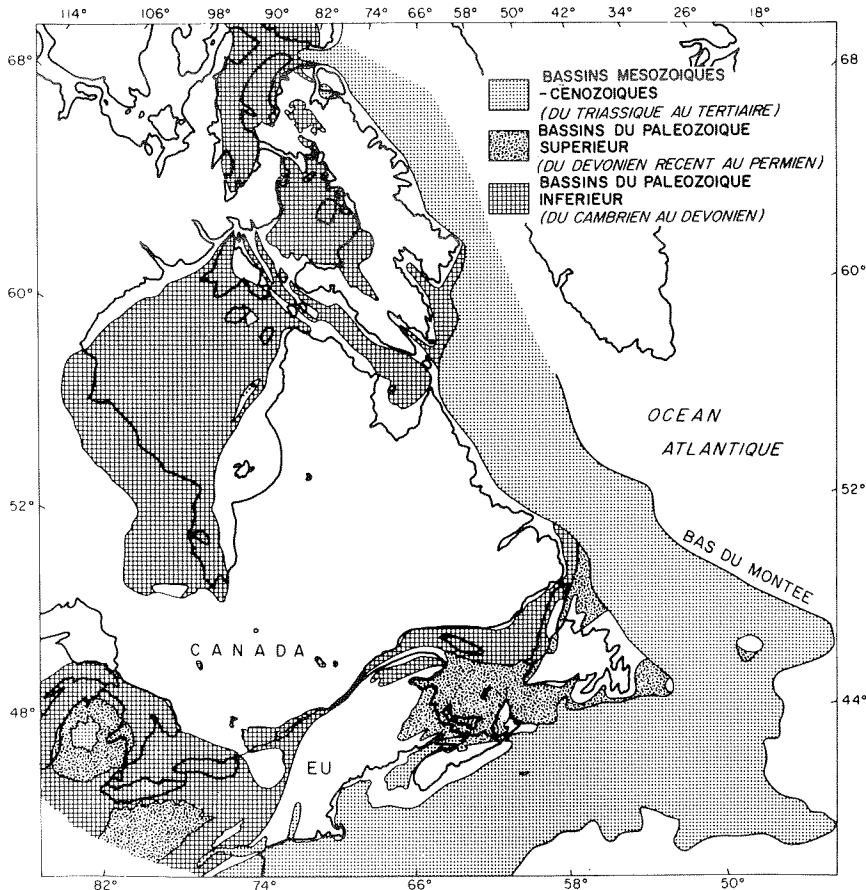 114° 106° 98° 90° 82° 74° 66° 58° 50° 42° 34° 26° 18°
68° 68
BASSINS MESOZOIQUES
-CENOZOIQUES
(DU TRIASSIQUE AU TERTIAIRE)
BASSINS DU PALEOZOIQUE
SUPERIEUR
(DU DEVONIEN RECENT AU PERMIEN)
BASSINS DU PALEOZOIQUE
INFERIEUR
(DU CAMBRIEN AU DEVONIEN)
60° 60°
OCEAN
ATLANTIQUE
52° 52°
BAS DU MONTEE
CANADA
48° 44°
EU
82° 74° 66° 58° 50°